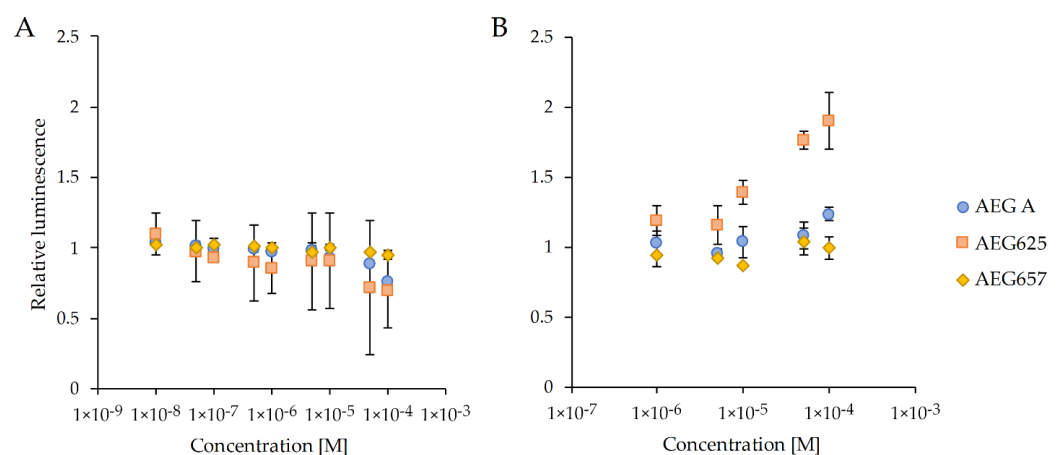 A
2.5
2
1.5
1
0.5
0
Relative luminescence
1×10⁻⁹ 1×10⁻⁸ 1×10⁻⁷ 1×10⁻⁶ 1×10⁻⁵ 1×10⁻⁴ 1×10⁻³
Concentration [M]
B
2.5
2
1.5
1
0.5
0
1×10⁻⁷ 1×10⁻⁶ 1×10⁻⁵ 1×10⁻⁴ 1×10⁻³
Concentration [M]
AEG A
AEG625
AEG657